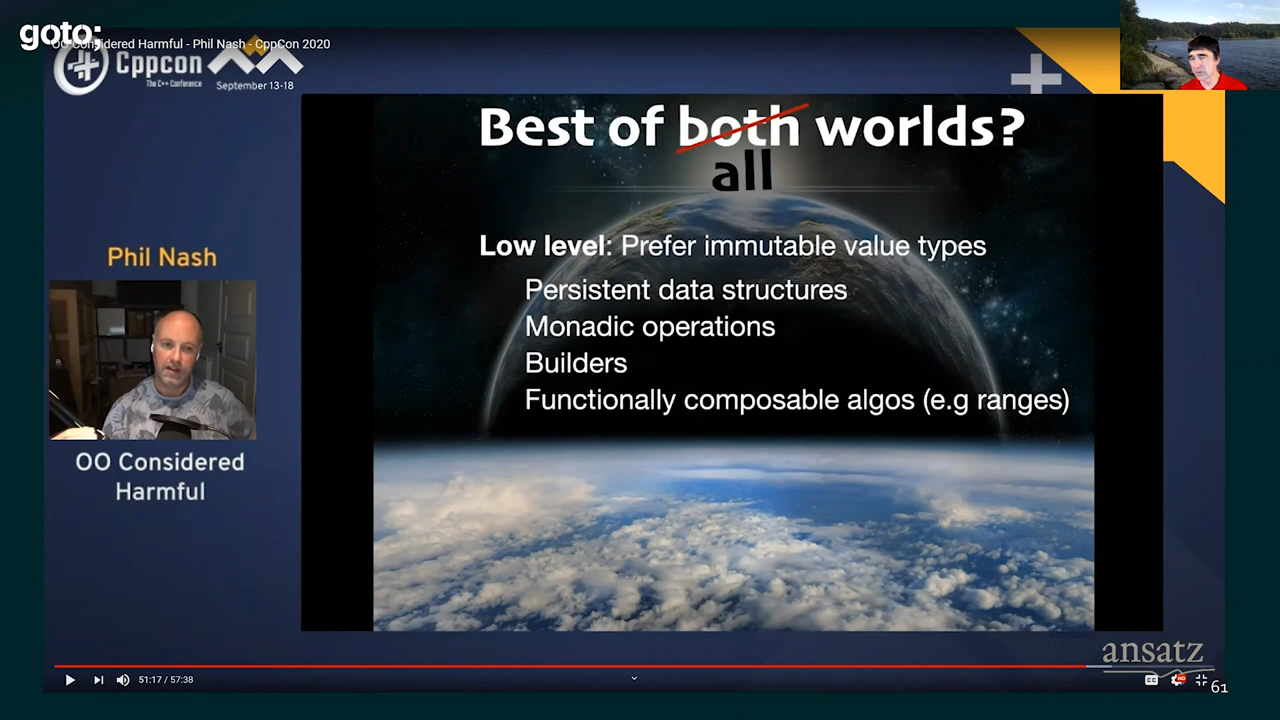 goto;
OO Considered Harmful - Phil Nash - CppCon 2020
Cppcon
The C++ Conference
September 13-18
Best of both worlds?
all
Phil Nash
Low level: Prefer immutable value types
Persistent data structures
Monadic operations
Builders
Functionally composable algos (e.g ranges)
OO Considered
Harmful
ansatz
51:17 / 57:38
CC
HD
61